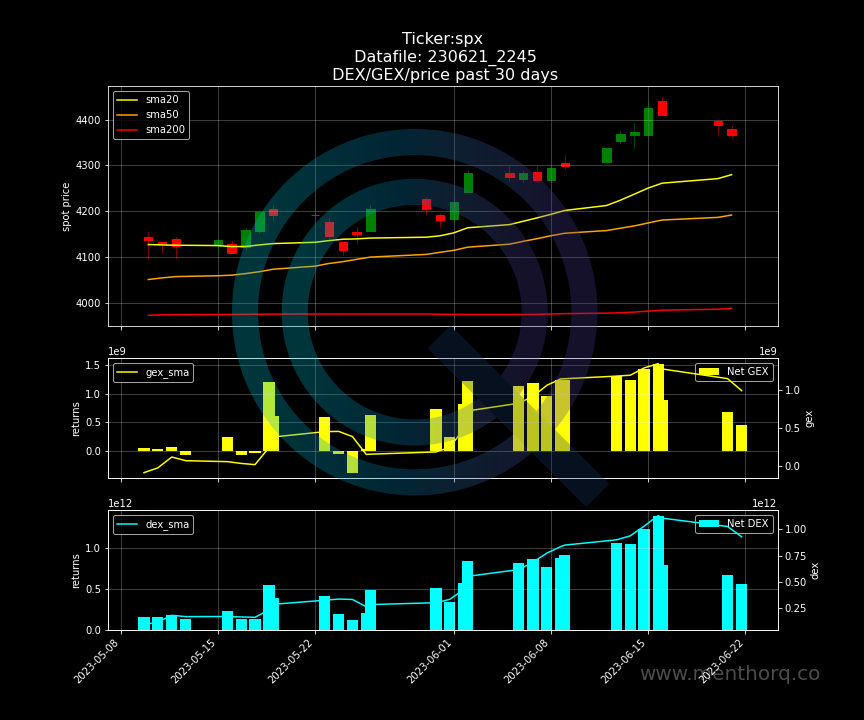 Ticker:spx
Datafile: 230621_2245
DEX/GEX/price past 30 days
sma20
sma50
sma200
spot price
4400
4300
4200
4100
4000
1e9
1e9
gex_sma
Net GEX
returns
1.5
1.0
0.5
0.0
gex
1.0
0.5
0.0
1e12
1e12
dex_sma
Net DEX
returns
1.0
0.5
0.0
dex
1.00
0.75
0.50
0.25
2023-05-08
2023-05-15
2023-05-22
2023-06-01
2023-06-08
2023-06-15
2023-06-22
www.menthorq.co